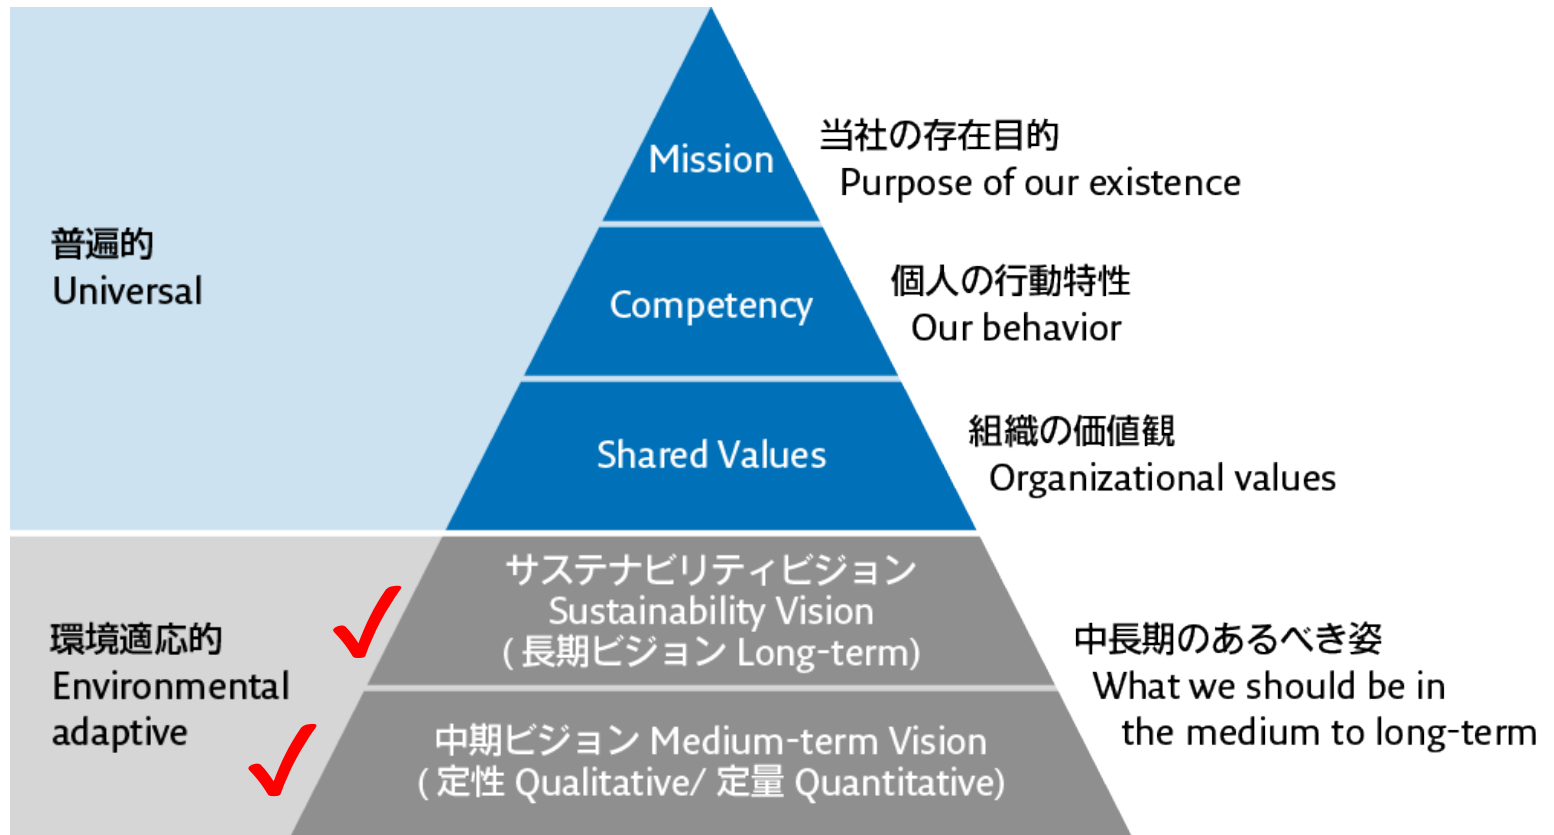 Mission
当社の存在目的
Purpose of our existence
普遍的
Universal
Competency
個人の行動特性
Our behavior
Shared Values
組織の価値観
Organizational values
環境適応的
Environmental
adaptive
サステナビリティビジョン
Sustainability Vision
( 長期ビジョン Long-term)
中期ビジョン Medium-term Vision
( 定性 Qualitative/ 定量 Quantitative)
中長期のあるべき姿
What we should be in
the medium to long-term